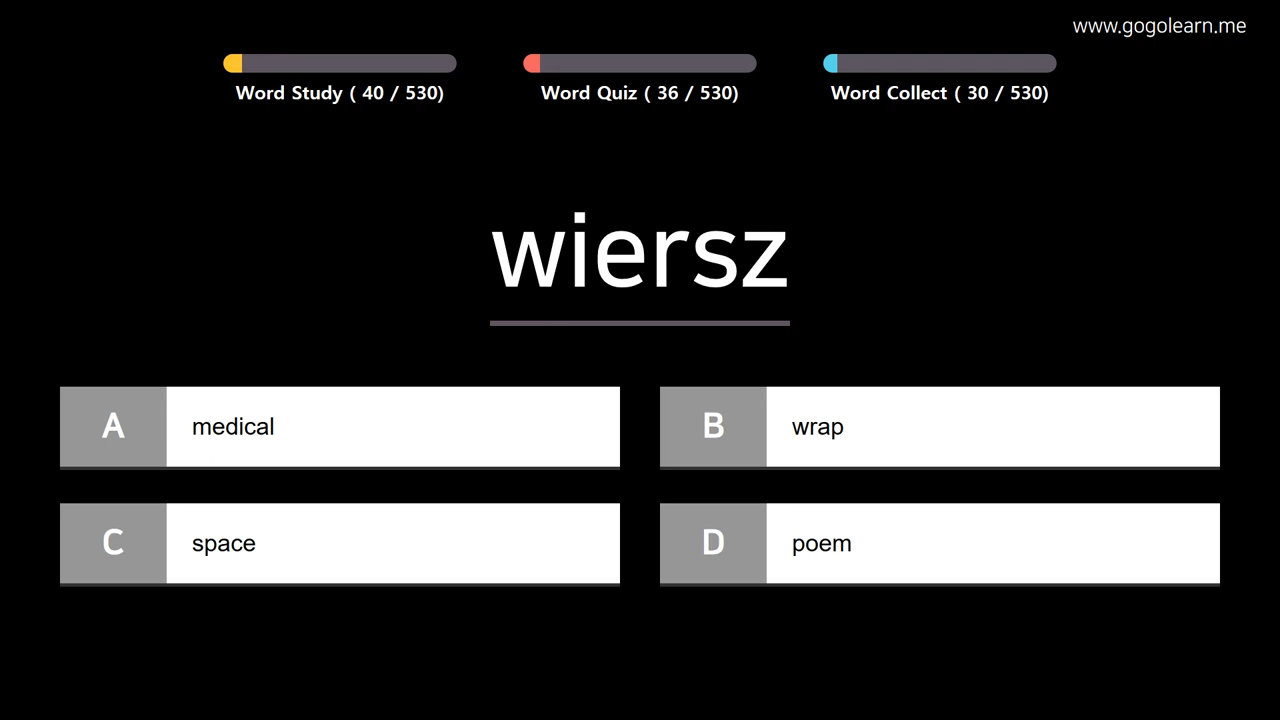 www.gogolearn.me
Word Study ( 40 / 530)
Word Quiz ( 36 / 530)
Word Collect ( 30 / 530)
wiersz
A medical
B wrap
C space
D poem